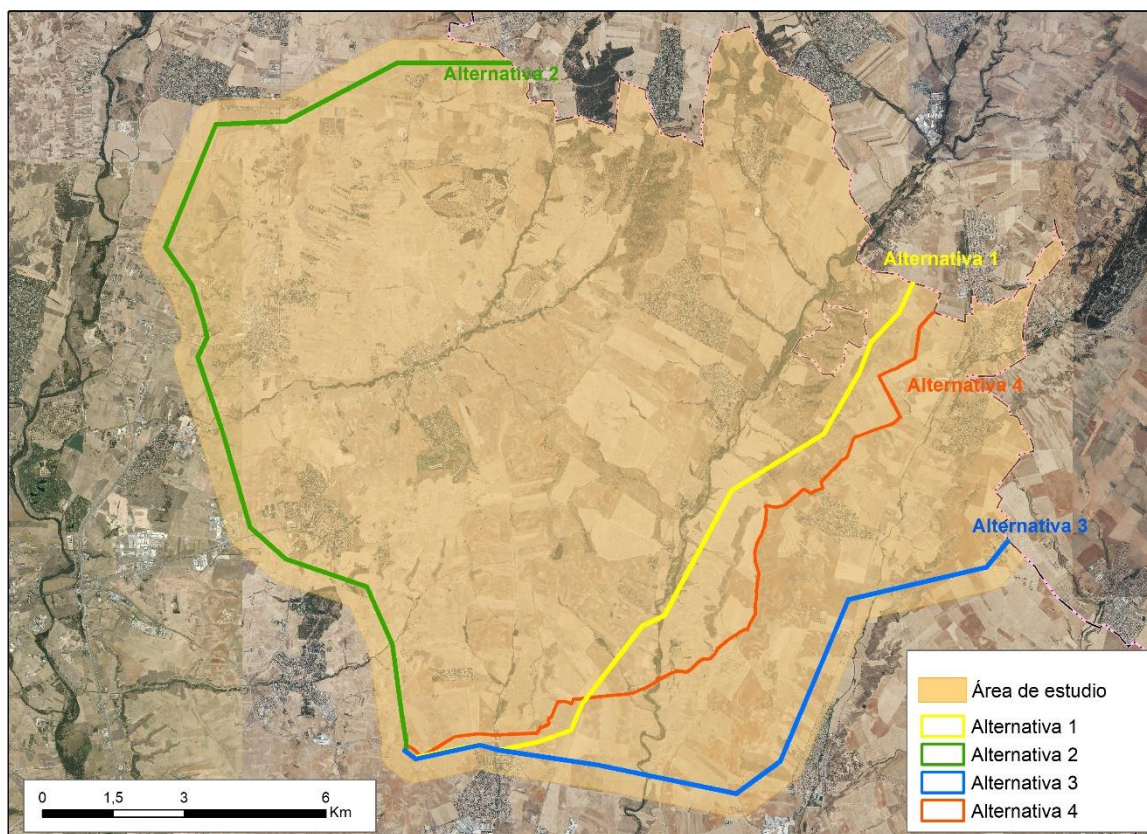 Alternativa 2
Alternativa 1
Alternativa 4
Alternativa 3
Área de estudio
Alternativa 1
Alternativa 2
Alternativa 3
Alternativa 4
0 1,5 3 6
Km